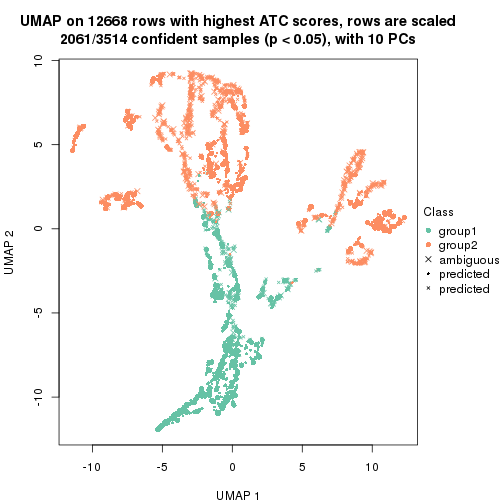 UMAP on 12668 rows with highest ATC scores, rows are scaled
2061/3514 confident samples (p < 0.05), with 10 PCs
10
5
0
-5
-10
UMAP 2
-10
-5
0
5
10
UMAP 1
Class
group1
group2
ambiguous
predicted
predicted